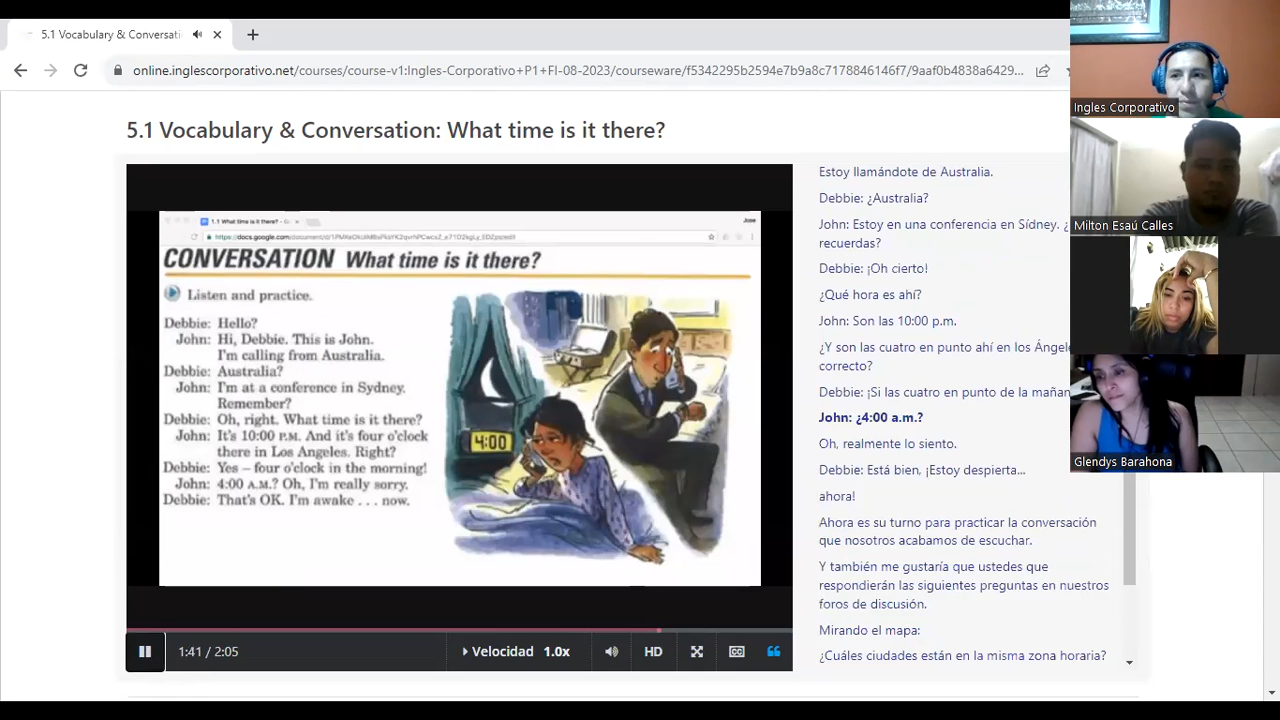 5.1 Vocabulary & Conversati
online.inglescorporativo.net/courses/course-v1:Ingles-Corporativo+P1+FI-08-2023/courseware/f5342295b2594e7b9a8c7178846146f7/9aaf0b4838a6429...
5.1 Vocabulary & Conversation: What time is it there?
1.1 What time is it there?
Jose
CONVERSATION What time is it there?
Listen and practice.
Debbie: Hello?
John: Hi, Debbie. This is John.
I'm calling from Australia.
Debbie: Australia?
John: I'm at a conference in Sydney.
Remember?
Debbie: Oh, right. What time is it there?
John: It's 10:00 P.M. And it's four o'clock
there in Los Angeles. Right?
Debbie: Yes – four o'clock in the morning!
John: 4:00 A.M.? Oh, I'm really sorry.
Debbie: That's OK. I'm awake . . . now.
4:00
1:41 / 2:05
Velocidad 1.0x
HD
Estoy llamándote de Australia.
Debbie: ¿Australia?
John: Estoy en una conferencia en Sídney. ¿
recuerdas?
Debbie: ¡Oh cierto!
¿Qué hora es ahí?
John: Son las 10:00 p.m.
¿Y son las cuatro en punto ahí en los Ángele
correcto?
Debbie: ¡Si las cuatro en punto de la mañan
John: ¿4:00 a.m.?
Oh, realmente lo siento.
Debbie: Está bien, ¡Estoy despierta...
ahora!
Ahora es su turno para practicar la conversación
que nosotros acabamos de escuchar.
Y también me gustaría que ustedes que
respondierán las siguientes preguntas en nuestros
foros de discusión.
Mirando el mapa:
¿Cuáles ciudades están en la misma zona horaria?
Ingles Corporativo
Milton Esaú Calles
Glendys Barahona